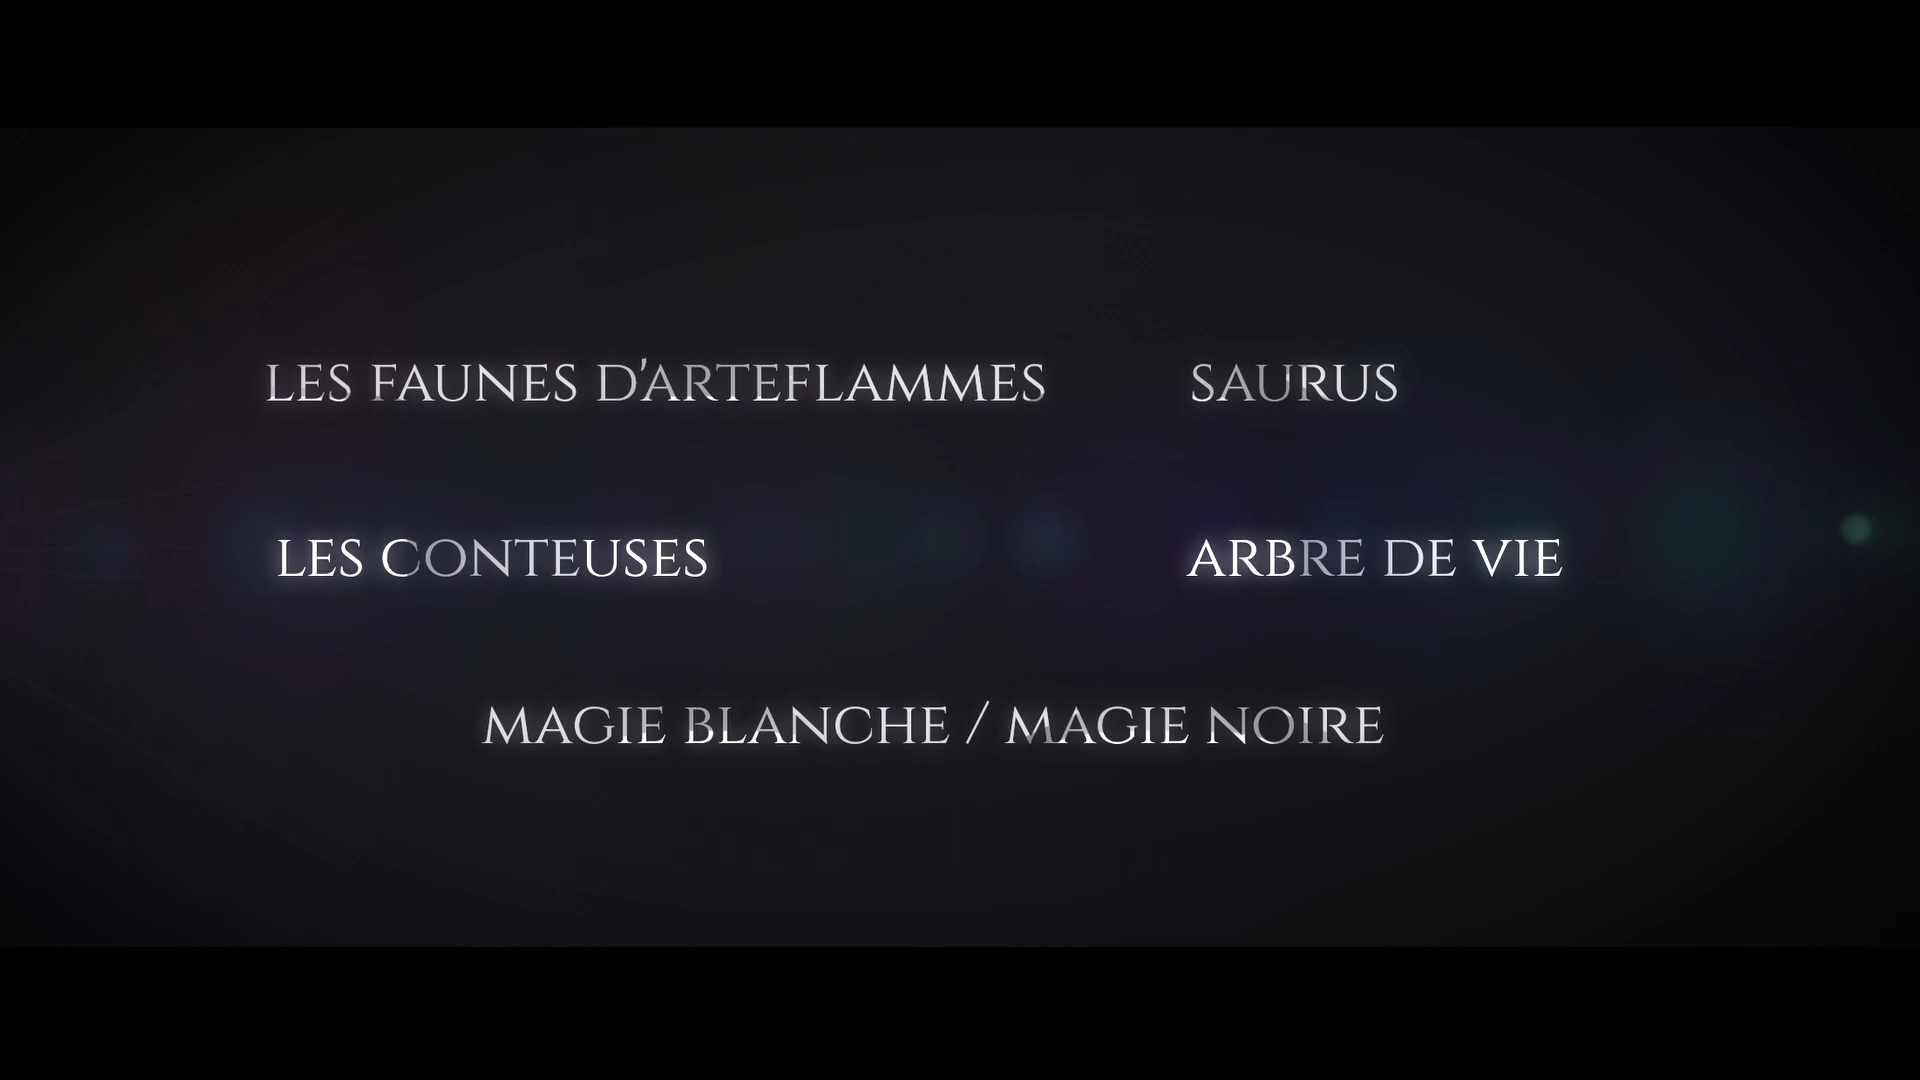 LES FAUNES D'ARTEFLAMMES
SAURUS
LES CONTEUSES
ARBRE DE VIE
MAGIE BLANCHE / MAGIE NOIRE